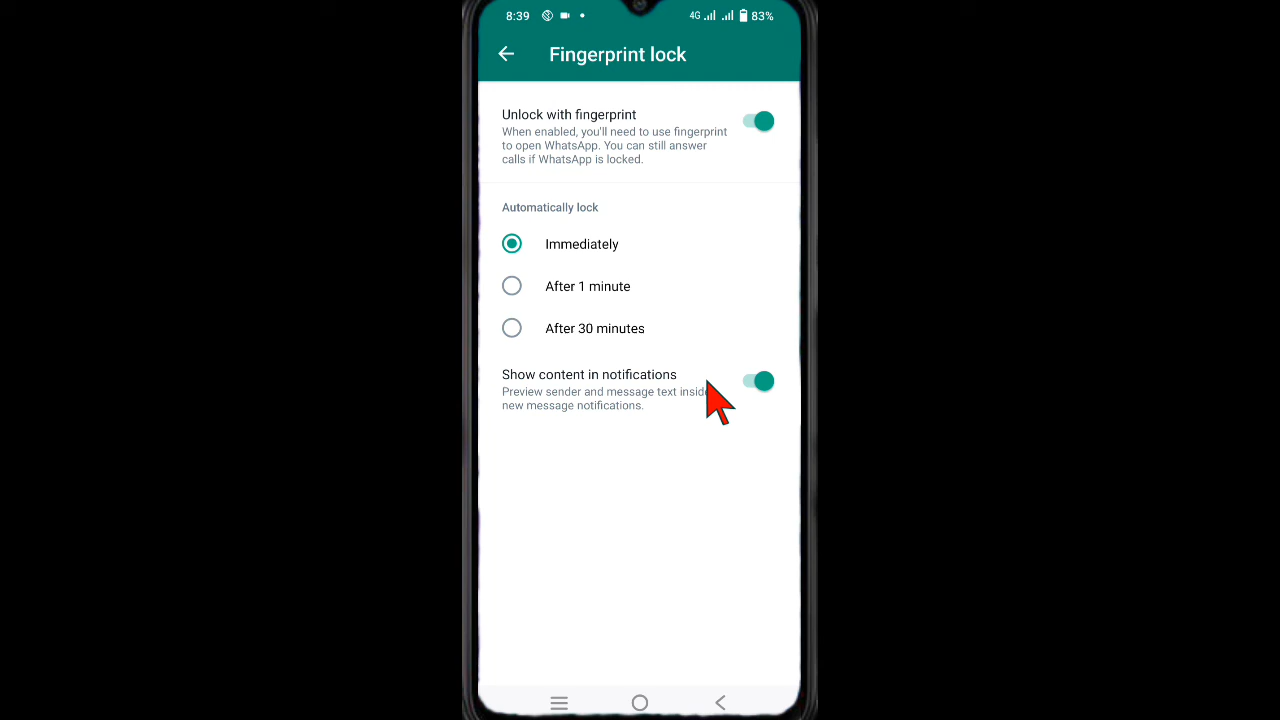 8:39 4G 83%
Fingerprint lock
Unlock with fingerprint
When enabled, you'll need to use fingerprint
to open WhatsApp. You can still answer
calls if WhatsApp is locked.
Automatically lock
Immediately
After 1 minute
After 30 minutes
Show content in notifications
Preview sender and message text inside
new message notifications.